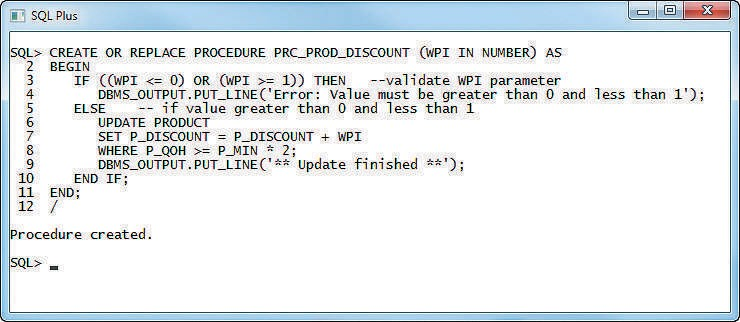 SQL Plus
SQL> CREATE OR REPLACE PROCEDURE PRC_PROD_DISCOUNT (WPI IN NUMBER) AS
2 BEGIN
3 IF ((WPI <= 0) OR (WPI >= 1)) THEN --validate WPI parameter
4 DBMS_OUTPUT.PUT_LINE('Error: Value must be greater than 0 and less than 1');
5 ELSE -- if value greater than 0 and less than 1
6 UPDATE PRODUCT
7 SET P_DISCOUNT = P_DISCOUNT + WPI
8 WHERE P_QOH >= P_MIN * 2;
9 DBMS_OUTPUT.PUT_LINE('** Update finished **');
10 END IF;
11 END;
12 /
Procedure created.
SQL> _